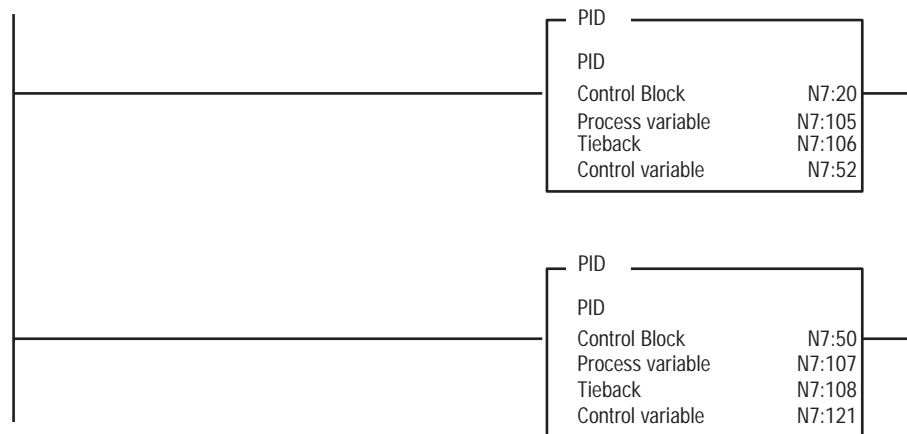 PID
PID
Control Block N7:20
Process variable N7:105
Tieback N7:106
Control variable N7:52
PID
PID
Control Block N7:50
Process variable N7:107
Tieback N7:108
Control variable N7:121